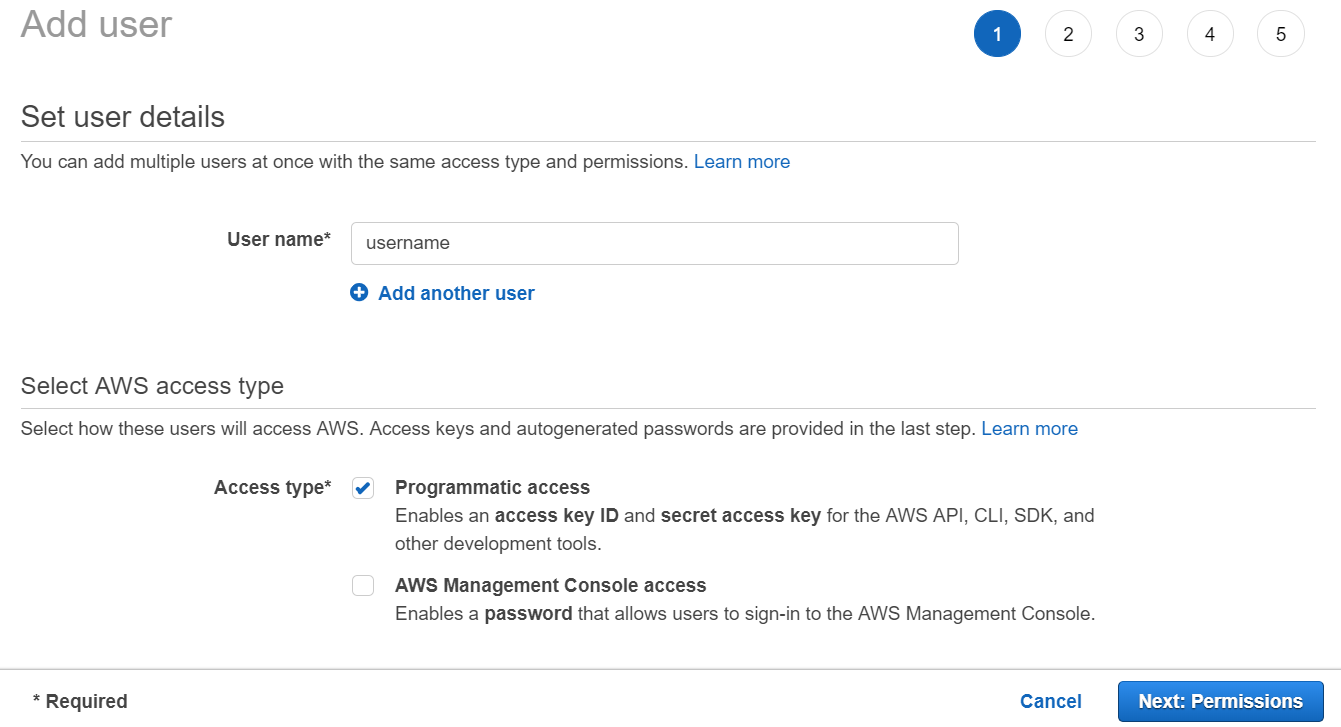 Add user
1 2 3 4 5
Set user details
You can add multiple users at once with the same access type and permissions. Learn more
User name* username
Add another user
Select AWS access type
Select how these users will access AWS. Access keys and autogenerated passwords are provided in the last step. Learn more
Access type* Programmatic access
Enables an access key ID and secret access key for the AWS API, CLI, SDK, and
other development tools.
AWS Management Console access
Enables a password that allows users to sign-in to the AWS Management Console.
* Required Cancel Next: Permissions